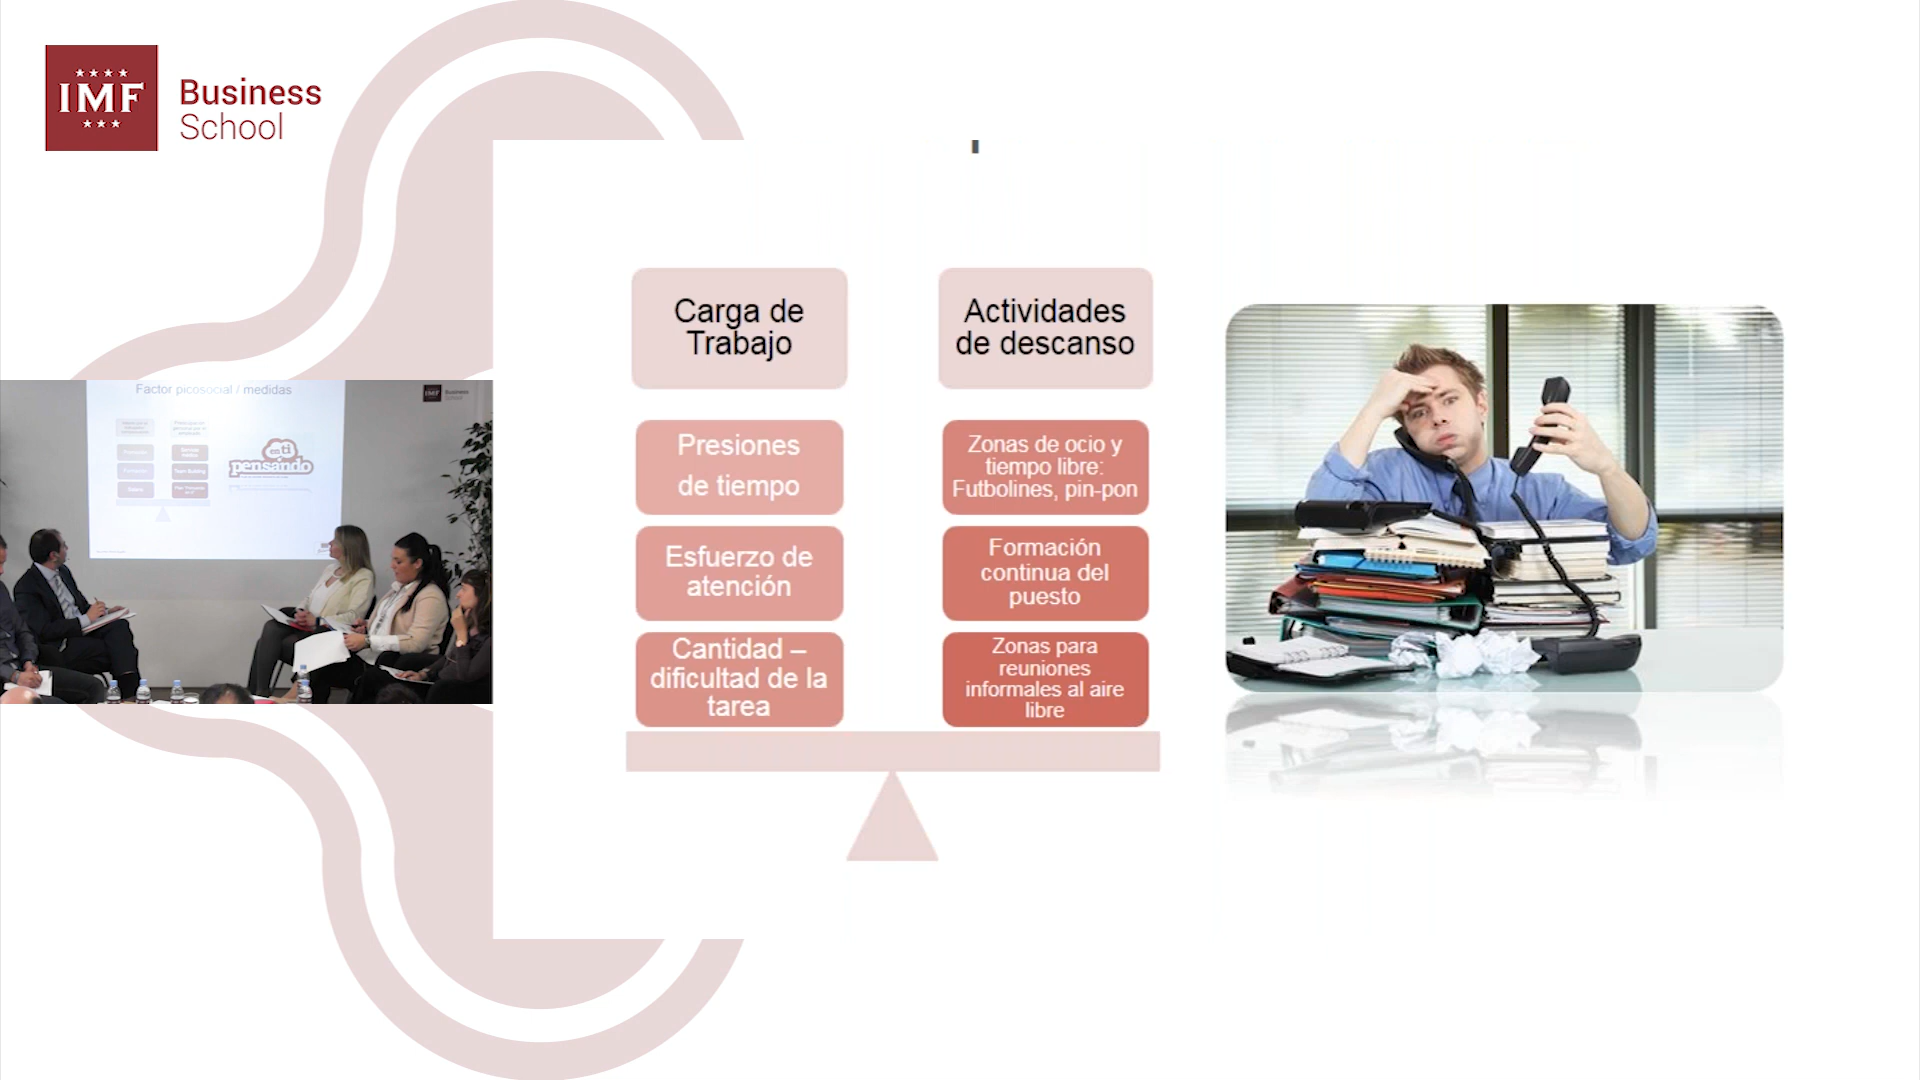 IMF
Business
School
Factor picosocial / medidas
en ti
pensando
Carga de
Trabajo
Actividades
de descanso
Presiones
de tiempo
Zonas de ocio y
tiempo libre:
Futbolines, pin-pon
Esfuerzo de
atención
Formación
continua del
puesto
Cantidad –
dificultad de la
tarea
Zonas para
reuniones
informales al aire
libre